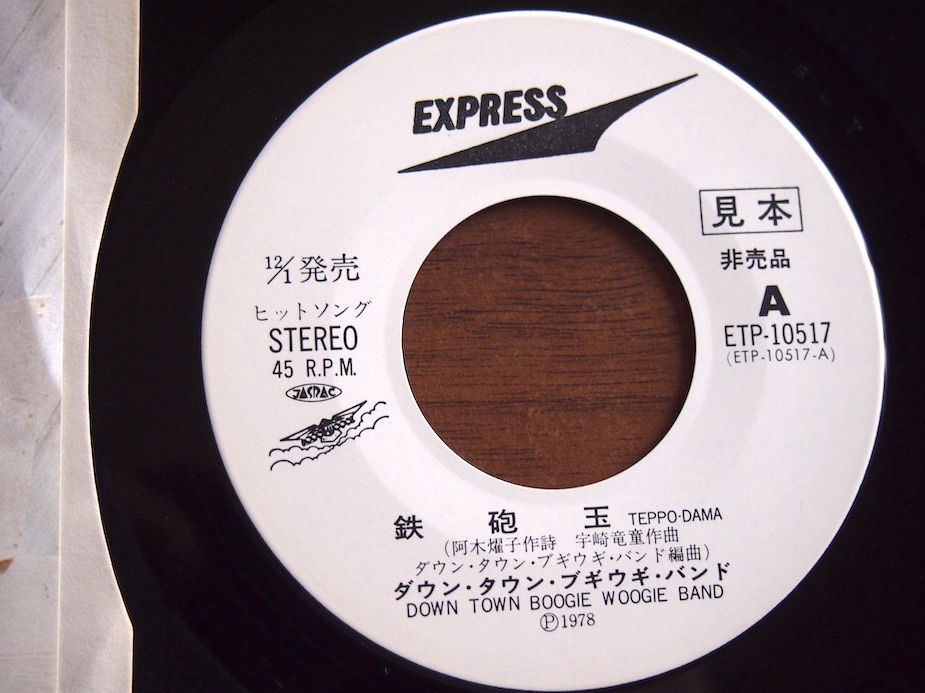 EXPRESS
見本
非売品
A
ETP-10517
(ETP-10517-A)
12/1発売
ヒットソング
STEREO
45 R.P.M.
JASRAC
鉄砲玉 TEPPO-DAMA
(阿木燿子作詩 宇崎竜童作曲
ダウン・タウン・ブギウギ・バンド編曲)
ダウン・タウン・ブギウギ・バンド
DOWN TOWN BOOGIE WOOGIE BAND
Ⓟ1978